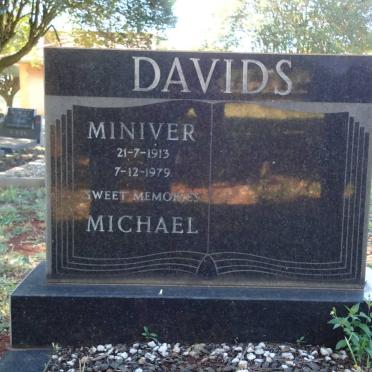 DAVIDS
MINIVER
21-7-1913
7-12-1979
SWEET MEMORIES
MICHAEL